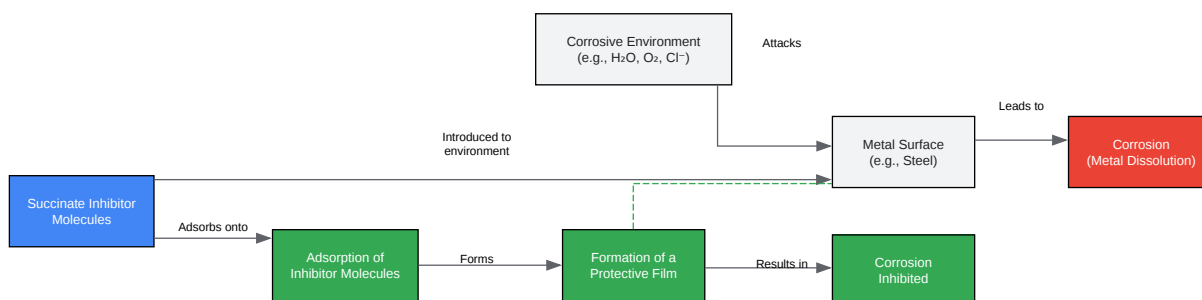 Corrosive Environment
(e.g., H₂O, O₂, Cl⁻)
Attacks
Leads to
Introduced to
environment
Metal Surface
(e.g., Steel)
Corrosion
(Metal Dissolution)
Succinate Inhibitor
Molecules
Adsorbs onto
Adsorption of
Inhibitor Molecules
Forms
Formation of a
Protective Film
Results in
Corrosion
Inhibited